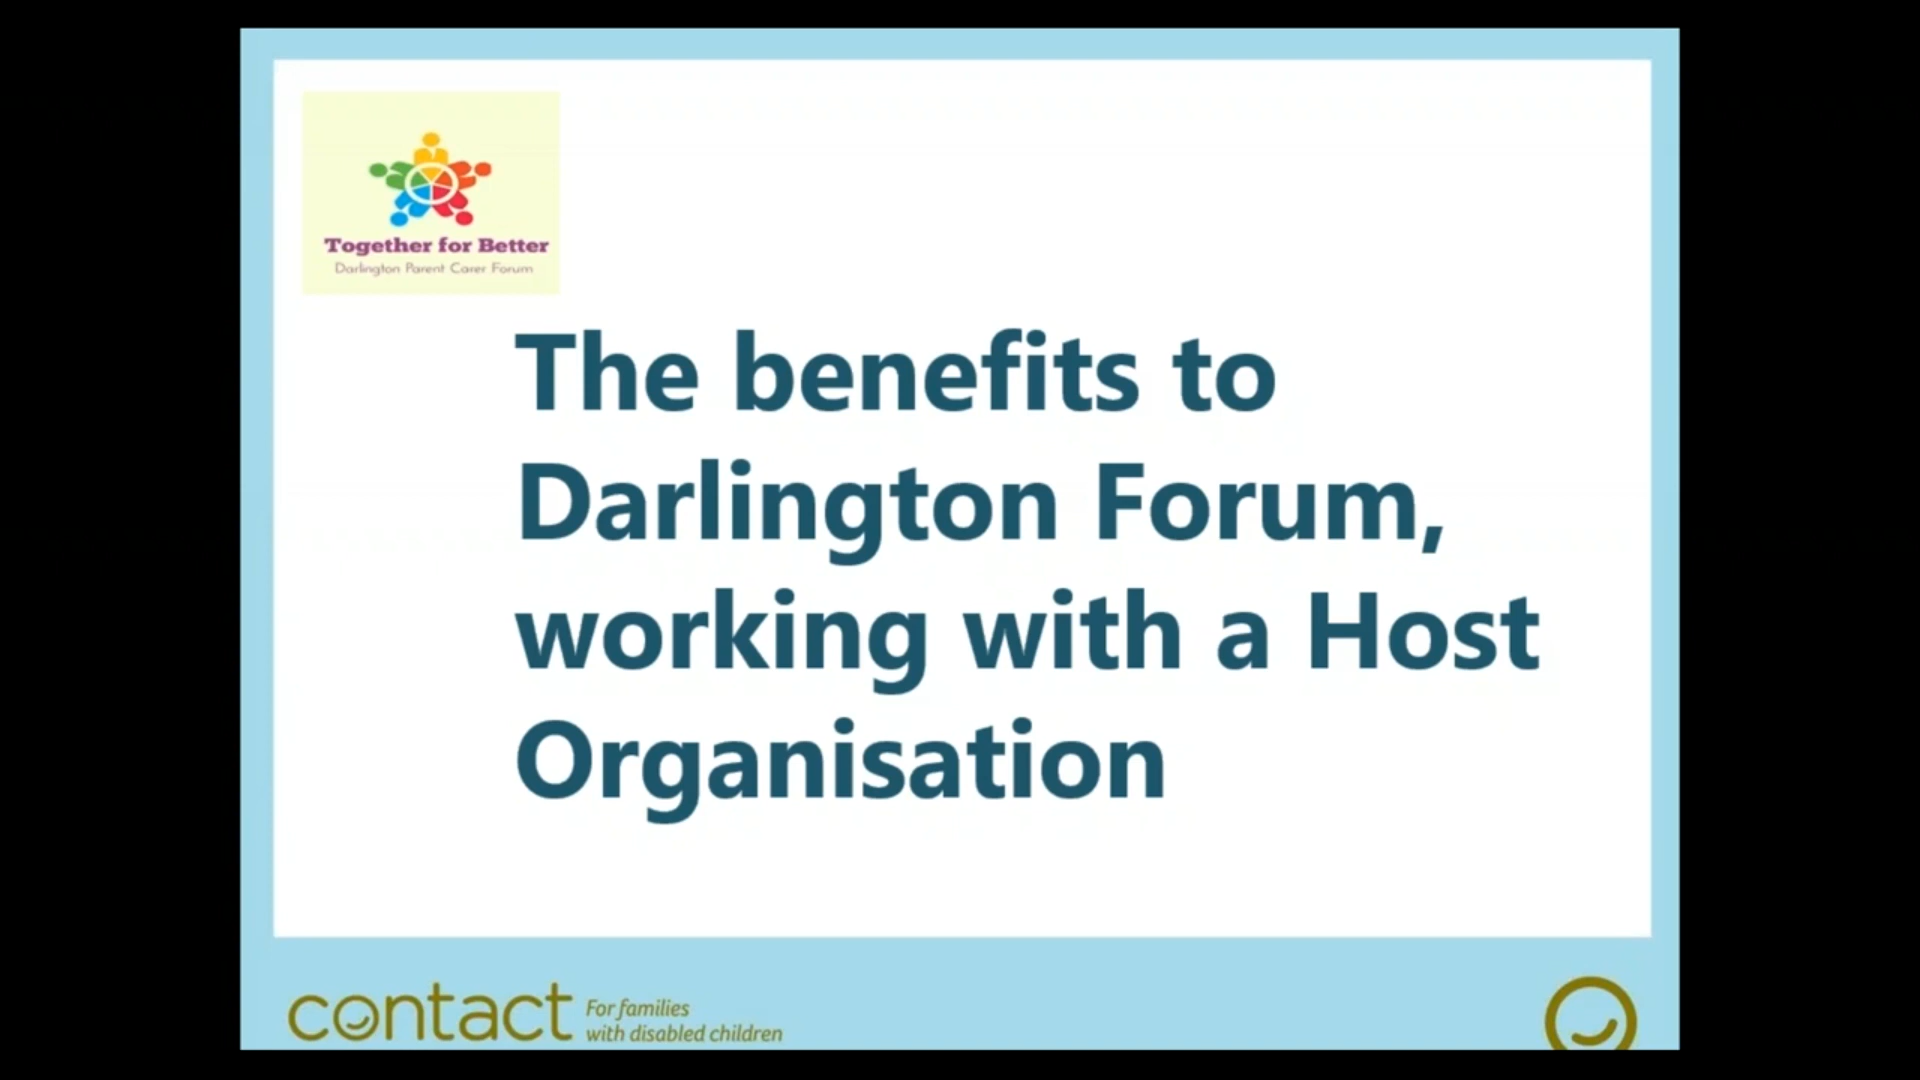 Together for Better
Darlington Parent Carer Forum
The benefits to
Darlington Forum,
working with a Host
Organisation
contact For families
with disabled children